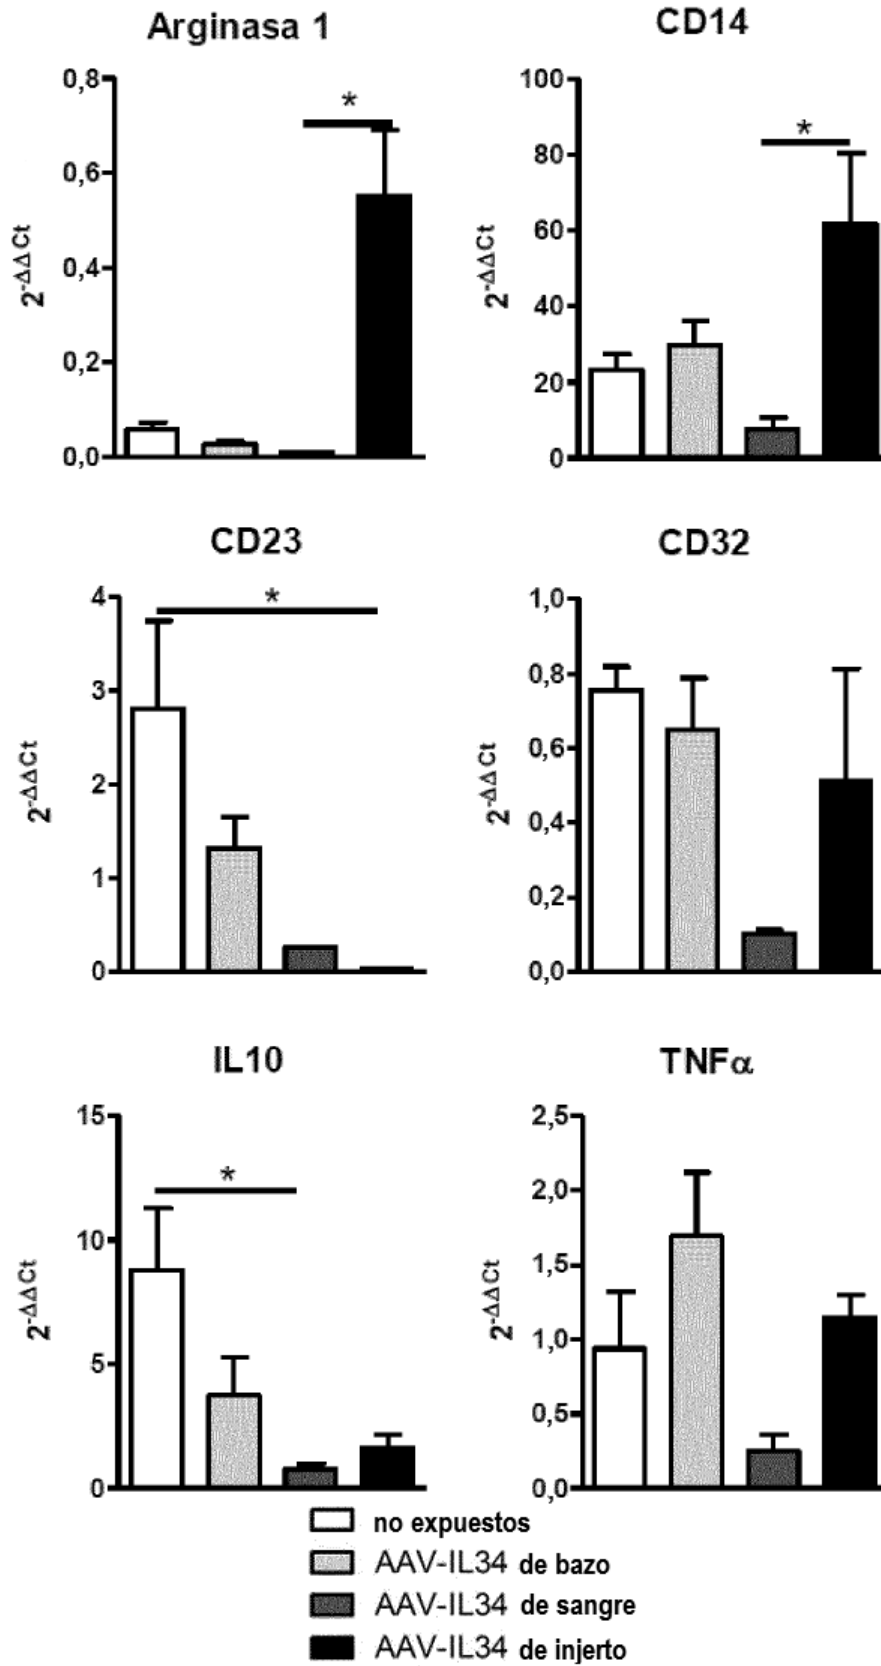 Arginasa 1
CD14
0,8
0,6
0,4
0,2
0,0
2-ΔΔCt
*
100
80
60
40
20
0
2-ΔΔCt
*
CD23
CD32
4
3
2
1
0
2-ΔΔCt
*
1,0
0,8
0,6
0,4
0,2
0,0
2-ΔΔCt
IL10
TNFα
15
10
5
0
2-ΔΔCt
*
2,5
2,0
1,5
1,0
0,5
0,0
2-ΔΔCt
no expuestos
AAV-IL34 de bazo
AAV-IL34 de sangre
AAV-IL34 de injerto